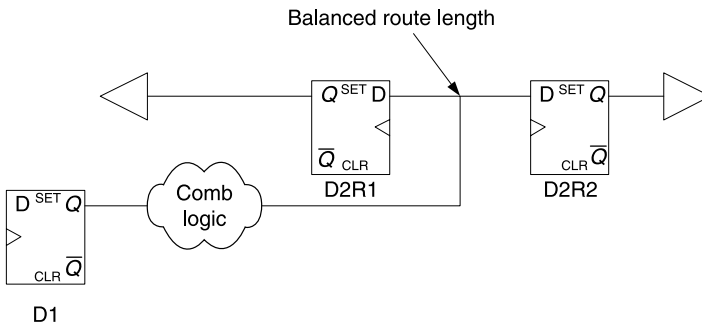 Balanced route length
Q SET D
Q̅ CLR
D2R1
D SET Q
CLR Q̅
D2R2
Comb
logic
D SET Q
CLR Q̅
D1